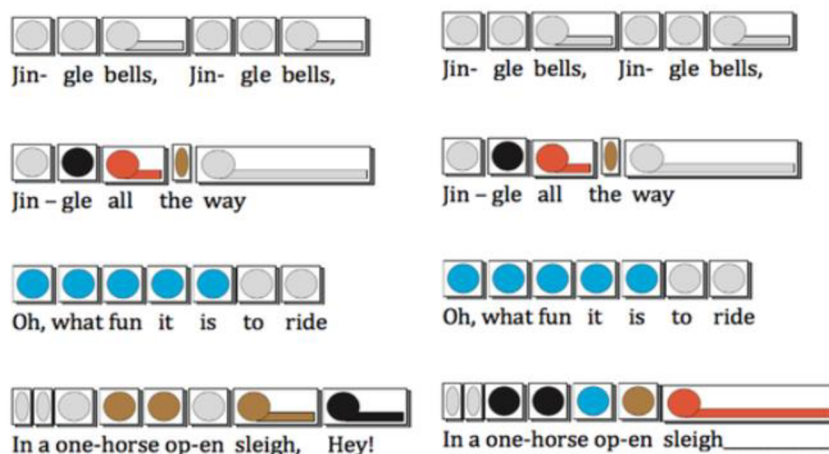 Jin- gle bells, Jin- gle bells,
Jin – gle all the way
Oh, what fun it is to ride
In a one-horse op-en sleigh, Hey!
Jin- gle bells, Jin- gle bells,
Jin – gle all the way
Oh, what fun it is to ride
In a one-horse op-en sleigh__________